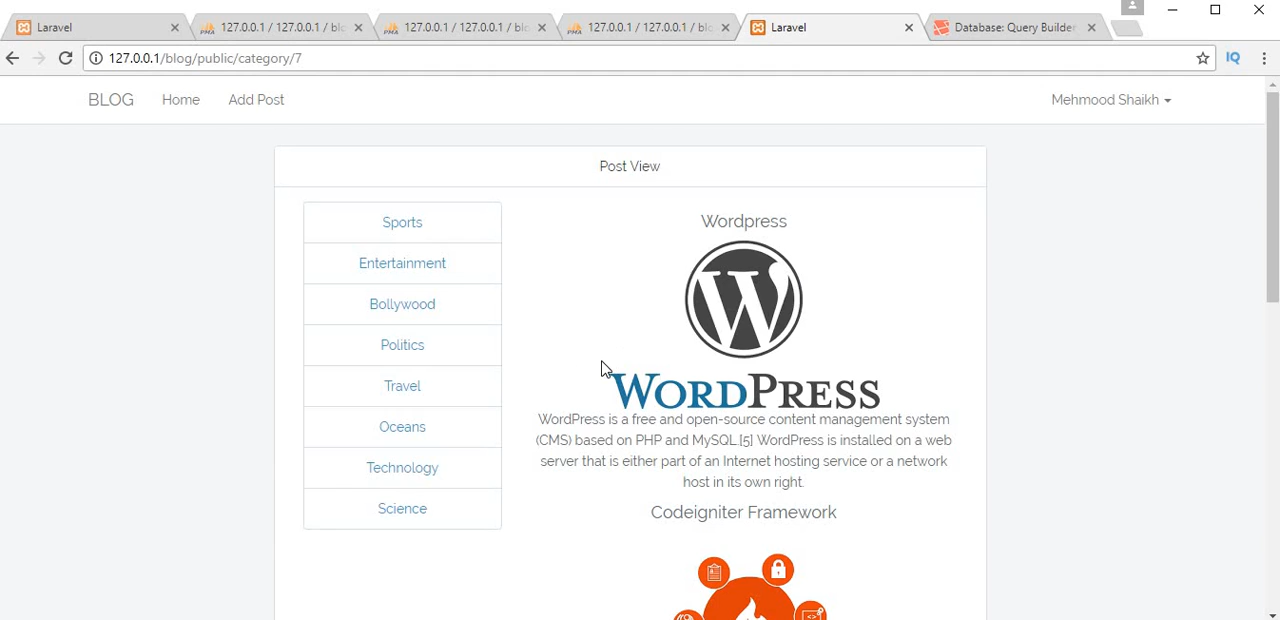 Laravel
127.0.0.1 / 127.0.0.1 / blo
127.0.0.1 / 127.0.0.1 / blo
127.0.0.1 / 127.0.0.1 / blo
Laravel
Database: Query Builder
127.0.0.1/blog/public/category/7
IQ
BLOG
Home
Add Post
Mehmood Shaikh
Post View
Sports
Entertainment
Bollywood
Politics
Travel
Oceans
Technology
Science
Wordpress
W
WORDPRESS
WordPress is a free and open-source content management system
(CMS) based on PHP and MySQL.[5] WordPress is installed on a web
server that is either part of an Internet hosting service or a network
host in its own right.
Codeigniter Framework